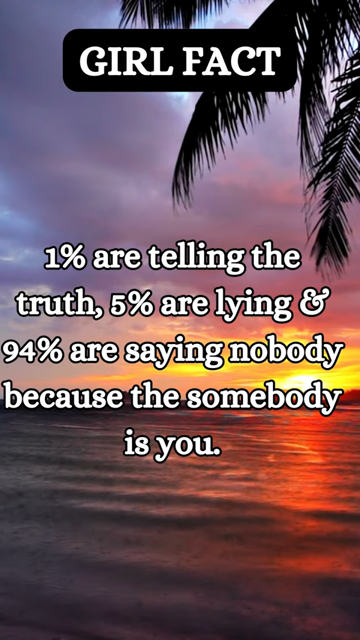 GIRL FACT
1% are telling the
truth, 5% are lying &
94% are saying nobody
because the somebody
is you.